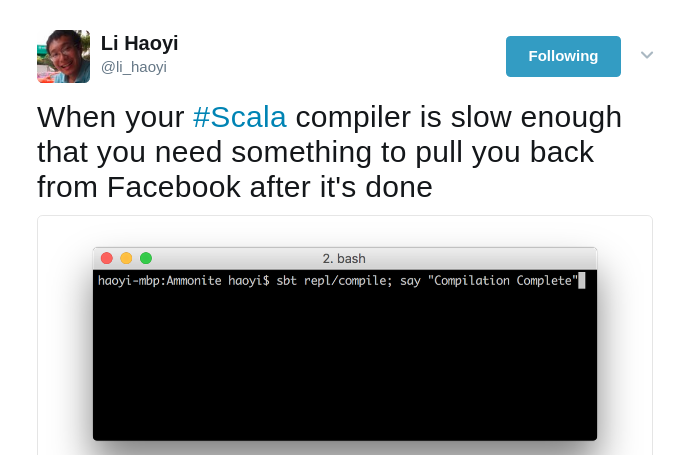 Li Haoyi
@li_haoyi
Following
When your #Scala compiler is slow enough
that you need something to pull you back
from Facebook after it's done
2. bash
haoyi-mbp:Ammonite haoyi$ sbt repl/compile; say "Compilation Complete"